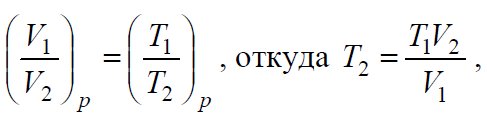 (V₁/V₂)ₚ = (T₁/T₂)ₚ , откуда T₂ = T₁V₂/V₁ ,